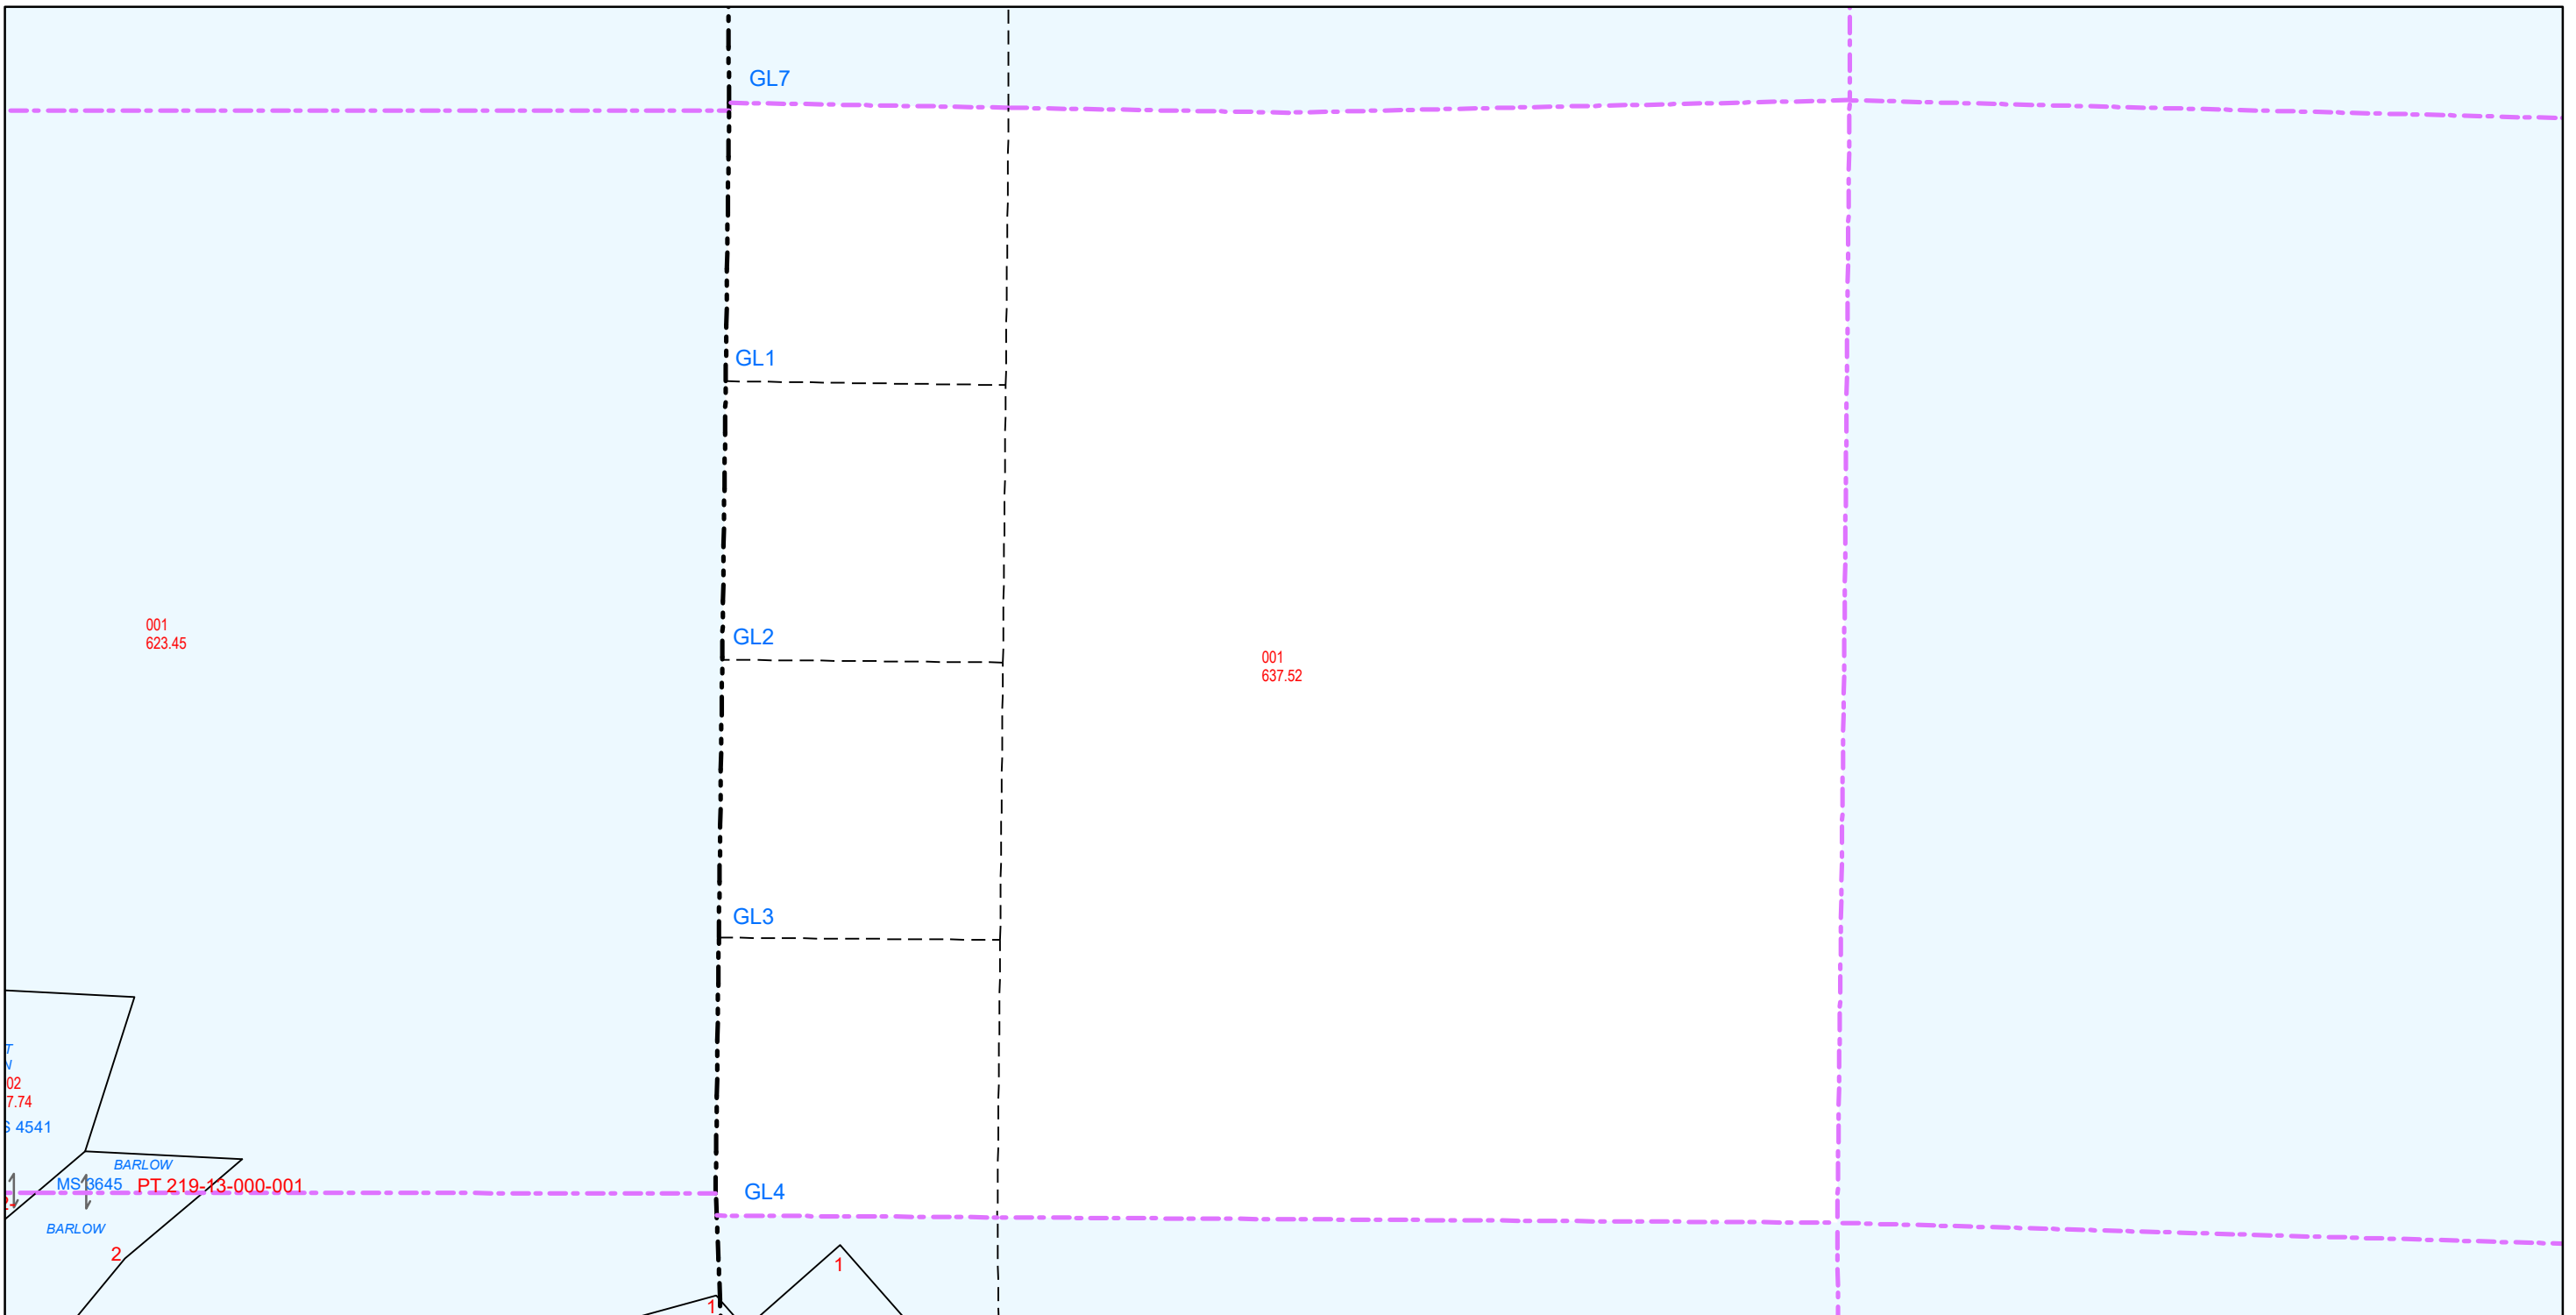 GL7
GL1
001
623.45
GL2
001
637.52
GL3
T
N
02
7.74
S 4541
BARLOW
MS 3645
PT 219-13-000-001
GL4
BARLOW
2
1
1